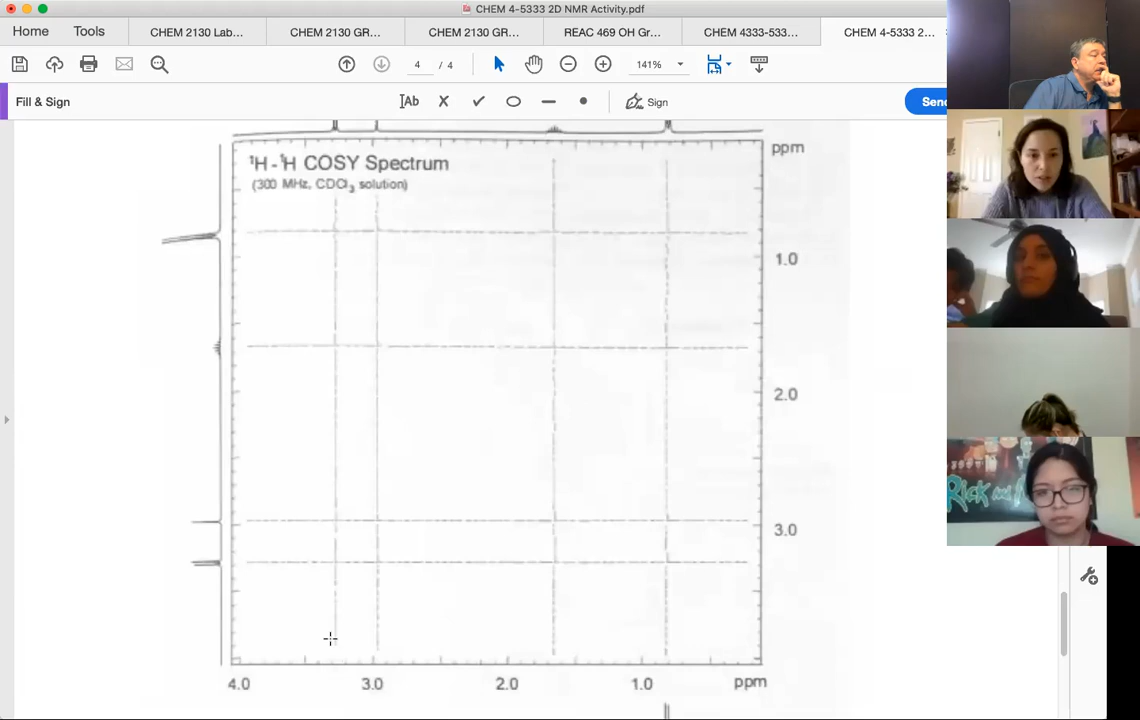 CHEM 4-5333 2D NMR Activity.pdf
Home
Tools
CHEM 2130 Lab...
CHEM 2130 GR...
CHEM 2130 GR...
REAC 469 OH Gr...
CHEM 4333-533...
CHEM 4-5333 2...
4 / 4
141%
Fill & Sign
Ab
Sign
Send
¹H - ¹H COSY Spectrum
(300 MHz, CDCl₃ solution)
ppm
1.0
2.0
3.0
4.0 3.0 2.0 1.0 ppm
Rick and